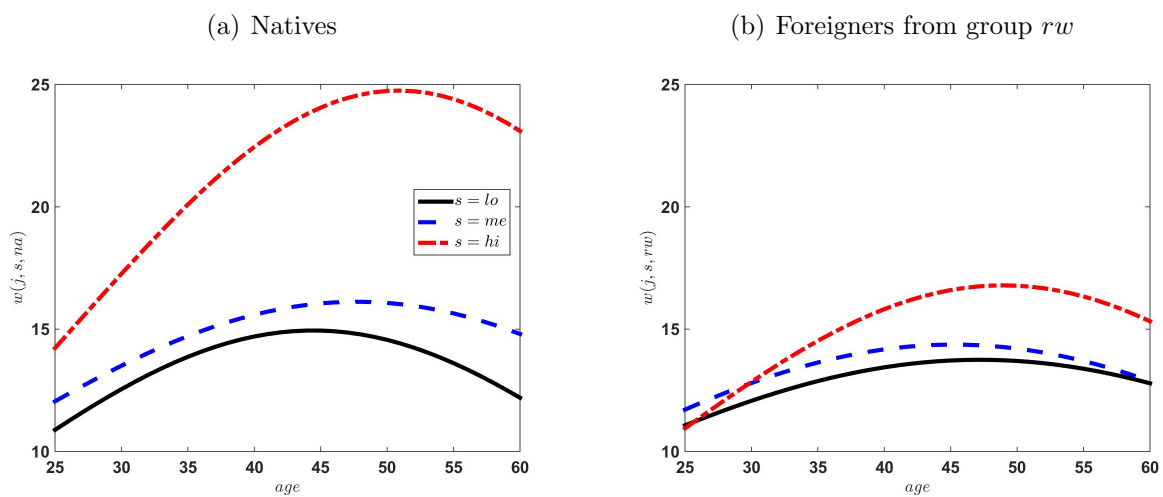 (a) Natives
25
20
15
10
w(j, s, na)
s = lo
s = me
s = hi
25 30 35 40 45 50 55 60
age
(b) Foreigners from group rw
25
20
15
10
w(j, s, rw)
25 30 35 40 45 50 55 60
age